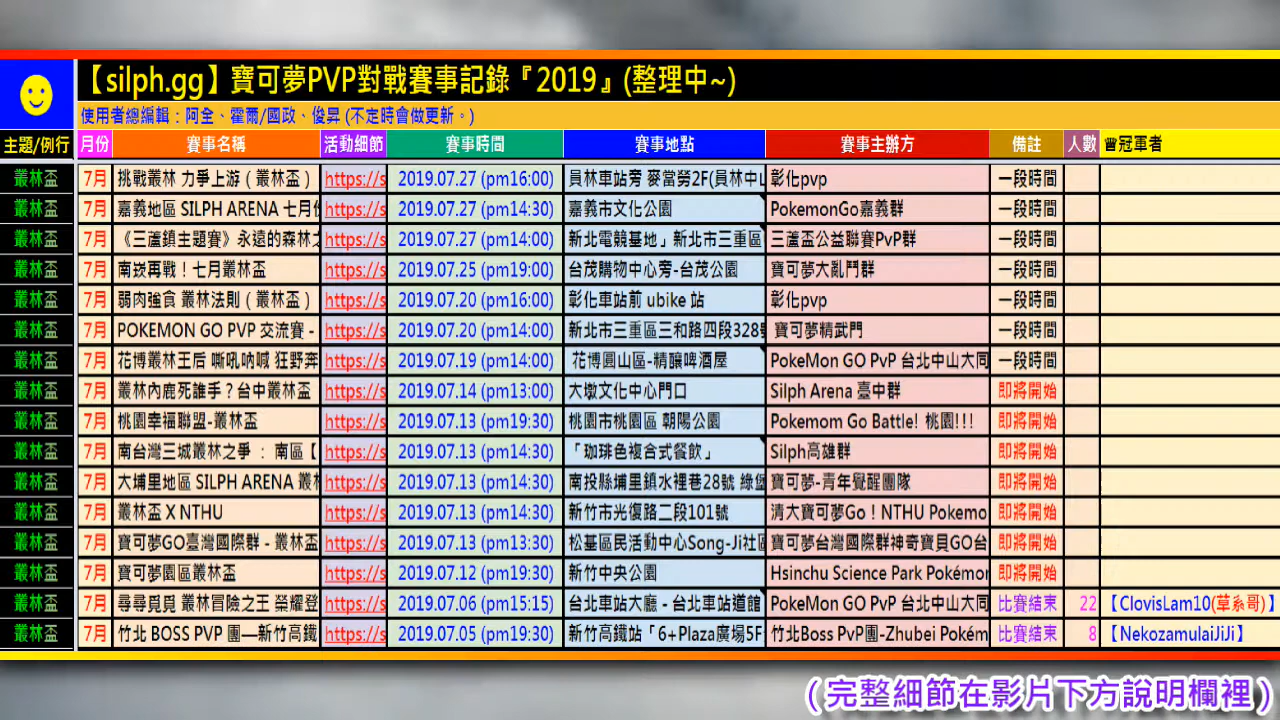 【silph.gg】寶可夢PVP對戰賽事記錄『2019』(整理中~)
使用者總編輯：阿全、霍爾/國政、俊昇 (不定時會做更新。)
主題/例行 月份 賽事名稱 活動細節 賽事時間 賽事地點 賽事主辦方 備註 人數 冠軍者
叢林盃 7月 挑戰叢林 力爭上游（叢林盃） https://s 2019.07.27 (pm16:00) 員林車站旁 麥當勞2F(員林中山 彰化pvp 一段時間
叢林盃 7月 嘉義地區 SILPH ARENA 七月份 https://s 2019.07.27 (pm14:30) 嘉義市文化公園 PokemonGo嘉義群 一段時間
叢林盃 7月 《三蘆鎮主題賽》永遠的森林之 https://s 2019.07.27 (pm14:00) 新北電競基地」新北市三重區 三蘆盃公益聯賽PvP群 一段時間
叢林盃 7月 南崁再戰！七月叢林盃 https://s 2019.07.25 (pm19:00) 台茂購物中心旁-台茂公園 寶可夢大亂鬥群 一段時間
叢林盃 7月 弱肉強食 叢林法則（叢林盃） https://s 2019.07.20 (pm16:00) 彰化車站前 ubike 站 彰化pvp 一段時間
叢林盃 7月 POKEMON GO PVP 交流賽 - https://s 2019.07.20 (pm14:00) 新北市三重區三和路四段328號 寶可夢精武門 一段時間
叢林盃 7月 花博叢林王后 嘶吼吶喊 狂野奔 https://s 2019.07.19 (pm14:00) 花博圓山區-精釀啤酒屋 PokeMon GO PvP 台北中山大同 一段時間
叢林盃 7月 叢林內鹿死誰手？台中叢林盃 https://s 2019.07.14 (pm13:00) 大墩文化中心門口 Silph Arena 臺中群 即將開始
叢林盃 7月 桃園幸福聯盟-叢林盃 https://s 2019.07.13 (pm19:30) 桃園市桃園區 朝陽公園 Pokemom Go Battle! 桃園!!! 即將開始
叢林盃 7月 南台灣三城叢林之爭 ： 南區【 https://s 2019.07.13 (pm14:30) 「珈琲色複合式餐飲」 Silph高雄群 即將開始
叢林盃 7月 大埔里地區 SILPH ARENA 叢林 https://s 2019.07.13 (pm14:30) 南投縣埔里鎮水裡巷28號 綠堡 寶可夢-青年覺醒團隊 即將開始
叢林盃 7月 叢林盃 X NTHU https://s 2019.07.13 (pm14:30) 新竹市光復路二段101號 清大寶可夢Go！NTHU Pokemo 即將開始
叢林盃 7月 寶可夢GO臺灣國際群 - 叢林盃 https://s 2019.07.13 (pm13:30) 松基區民活動中心Song-Ji社區 寶可夢台灣國際群神奇寶貝GO台 即將開始
叢林盃 7月 寶可夢園區叢林盃 https://s 2019.07.12 (pm19:30) 新竹中央公園 Hsinchu Science Park Pokémon 即將開始
叢林盃 7月 尋尋覓覓 叢林冒險之王 榮耀登 https://s 2019.07.06 (pm15:15) 台北車站大廳 - 台北車站道館 PokeMon GO PvP 台北中山大同 比賽結束 22 【ClovisLam10(草系哥)】
叢林盃 7月 竹北 BOSS PVP 團—新竹高鐵 https://s 2019.07.05 (pm19:30) 新竹高鐵站「6+Plaza廣場5F 竹北Boss PvP團-Zhubei Pokém 比賽結束 8 【NekozamulaiJiJi】
（完整細節在影片下方說明欄裡）